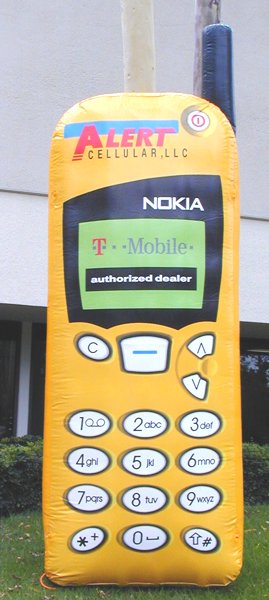 ALERT
CELLULAR, LLC
NOKIA
T··Mobile·
authorized dealer
C
1
2abc 3def
4ghi 5jkl 6mno
7pqrs 8tuv 9wxyz
*+ 0 #